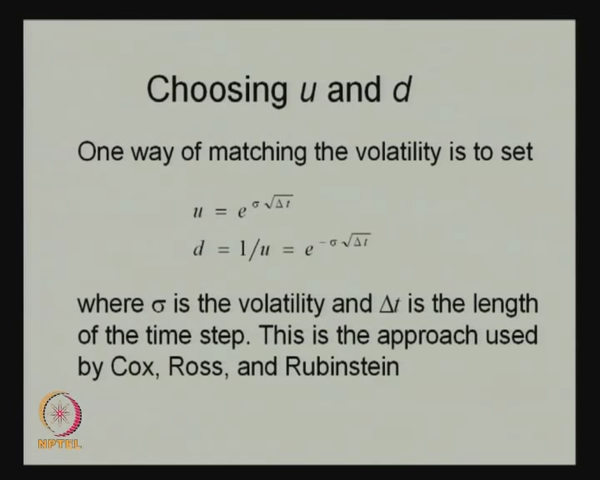 Choosing u and d
One way of matching the volatility is to set
u = e^{σ√Δt}
d = 1/u = e^{-σ√Δt}
where σ is the volatility and Δt is the length
of the time step. This is the approach used
by Cox, Ross, and Rubinstein
NPTEL